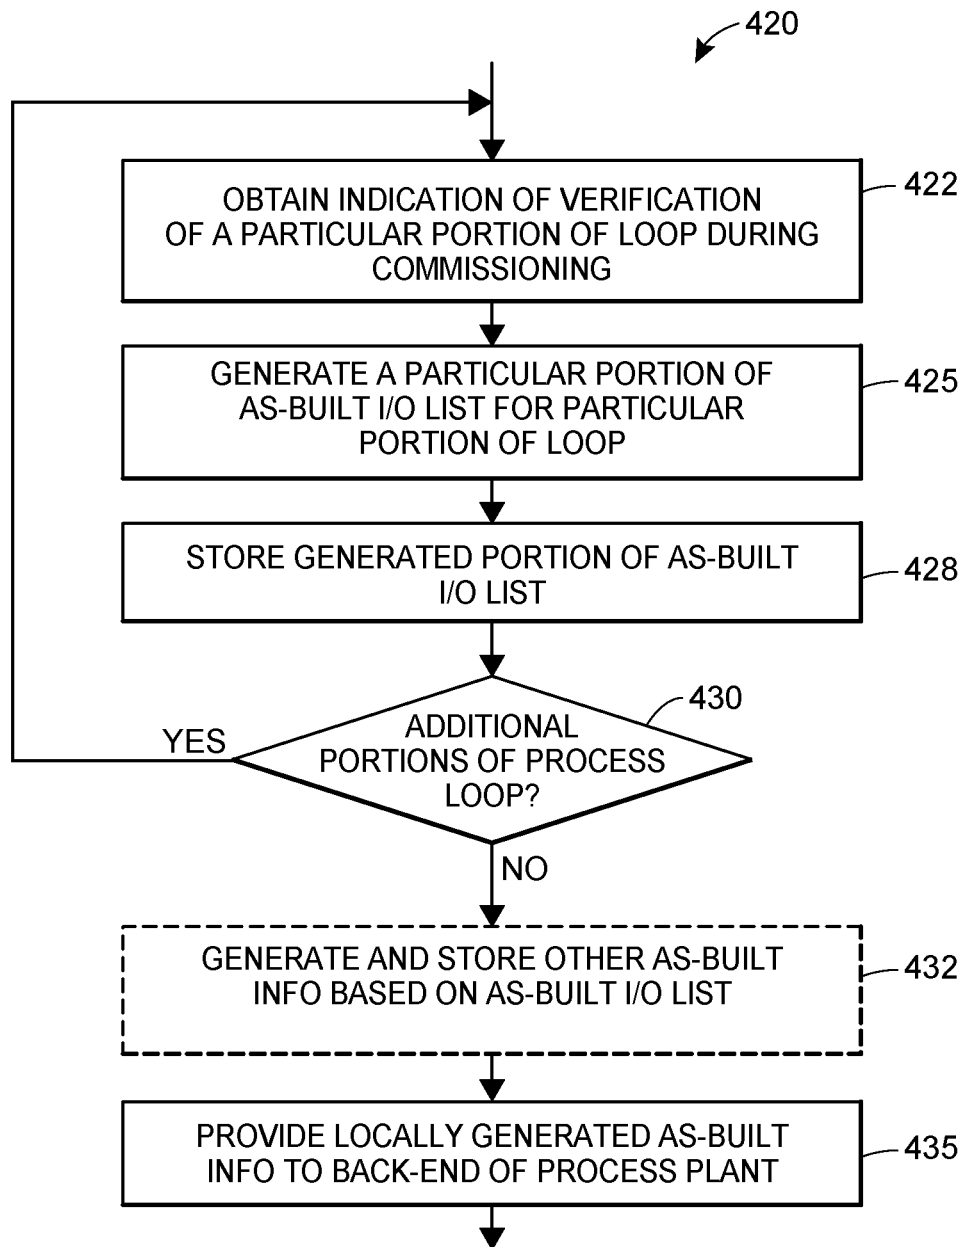 420
OBTAIN INDICATION OF VERIFICATION
OF A PARTICULAR PORTION OF LOOP DURING
COMMISSIONING
422
GENERATE A PARTICULAR PORTION OF
AS-BUILT I/O LIST FOR PARTICULAR
PORTION OF LOOP
425
STORE GENERATED PORTION OF AS-BUILT
I/O LIST
428
430
ADDITIONAL
PORTIONS OF PROCESS
LOOP?
YES
NO
GENERATE AND STORE OTHER AS-BUILT
INFO BASED ON AS-BUILT I/O LIST
432
PROVIDE LOCALLY GENERATED AS-BUILT
INFO TO BACK-END OF PROCESS PLANT
435